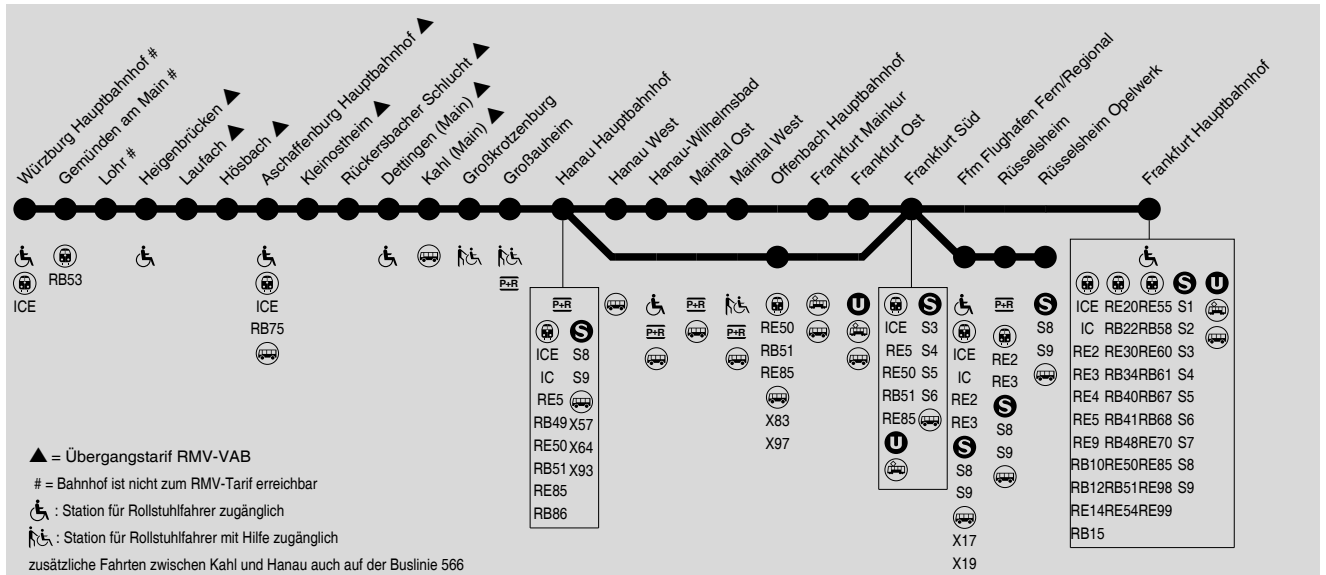 Würzburg Hauptbahnhof #
Gemünden am Main #
Lohr #
Heigenbrücken ▲
Laufach ▲
Hösbach ▲
Aschaffenburg Hauptbahnhof ▲
Kleinostheim ▲
Rückersbacher Schlucht ▲
Dettingen (Main) ▲
Kahl (Main) ▲
Großkrotzenburg
Großauheim
Hanau Hauptbahnhof
Hanau West
Hanau-Wilhelmsbad
Maintal Ost
Maintal West
Offenbach Hauptbahnhof
Frankfurt Mainkur
Frankfurt Ost
Frankfurt Süd
Ffm Flughafen Fern/Regional
Rüsselsheim
Rüsselsheim Opelwerk
Frankfurt Hauptbahnhof
ICE
RB53
ICE
RB75
P+R
P+R
S
ICE S8
IC S9
RE5
RB49 X57
RE50 X64
RB51 X93
RE85
RB86
P+R
P+R
P+R
RE50
RB51
RE85
X83
X97
U
S
ICE S3
RE5 S4
RE50 S5
RB51 S6
RE85
U
ICE
IC
RE2
RE3
S
S8
S9
X17
X19
P+R
RE2
RE3
S
S8
S9
S
S8
S9
S U
ICE RE20 RE55 S1
IC RB22 RB58 S2
RE2 RE30 RE60 S3
RE3 RB34 RB61 S4
RE4 RB40 RB67 S5
RE5 RB41 RB68 S6
RE9 RB48 RE70 S7
RB10 RE50 RE85 S8
RB12 RB51 RE98 S9
RE14 RE54 RE99
RB15
▲ = Übergangstarif RMV-VAB
# = Bahnhof ist nicht zum RMV-Tarif erreichbar
: Station für Rollstuhlfahrer zugänglich
: Station für Rollstuhlfahrer mit Hilfe zugänglich
zusätzliche Fahrten zwischen Kahl und Hanau auch auf der Buslinie 566